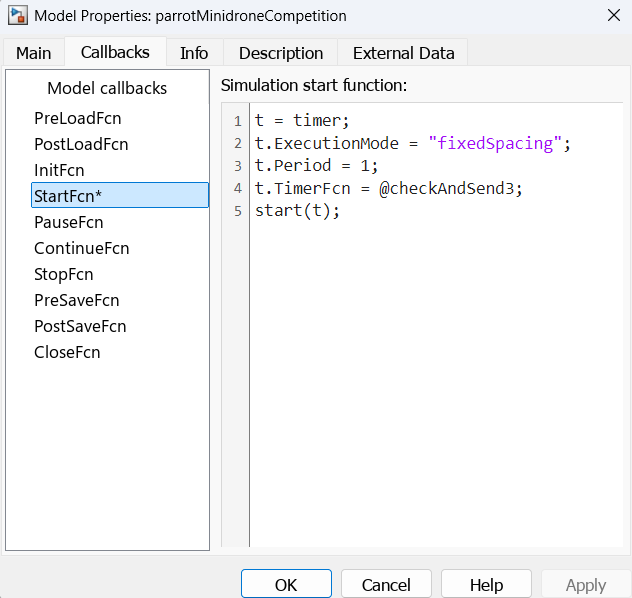 Model Properties: parrotMinidroneCompetition
Main Callbacks Info Description External Data
Model callbacks
PreLoadFcn
PostLoadFcn
InitFcn
StartFcn*
PauseFcn
ContinueFcn
StopFcn
PreSaveFcn
PostSaveFcn
CloseFcn
Simulation start function:
1 t = timer;
2 t.ExecutionMode = "fixedSpacing";
3 t.Period = 1;
4 t.TimerFcn = @checkAndSend3;
5 start(t);
OK Cancel Help Apply